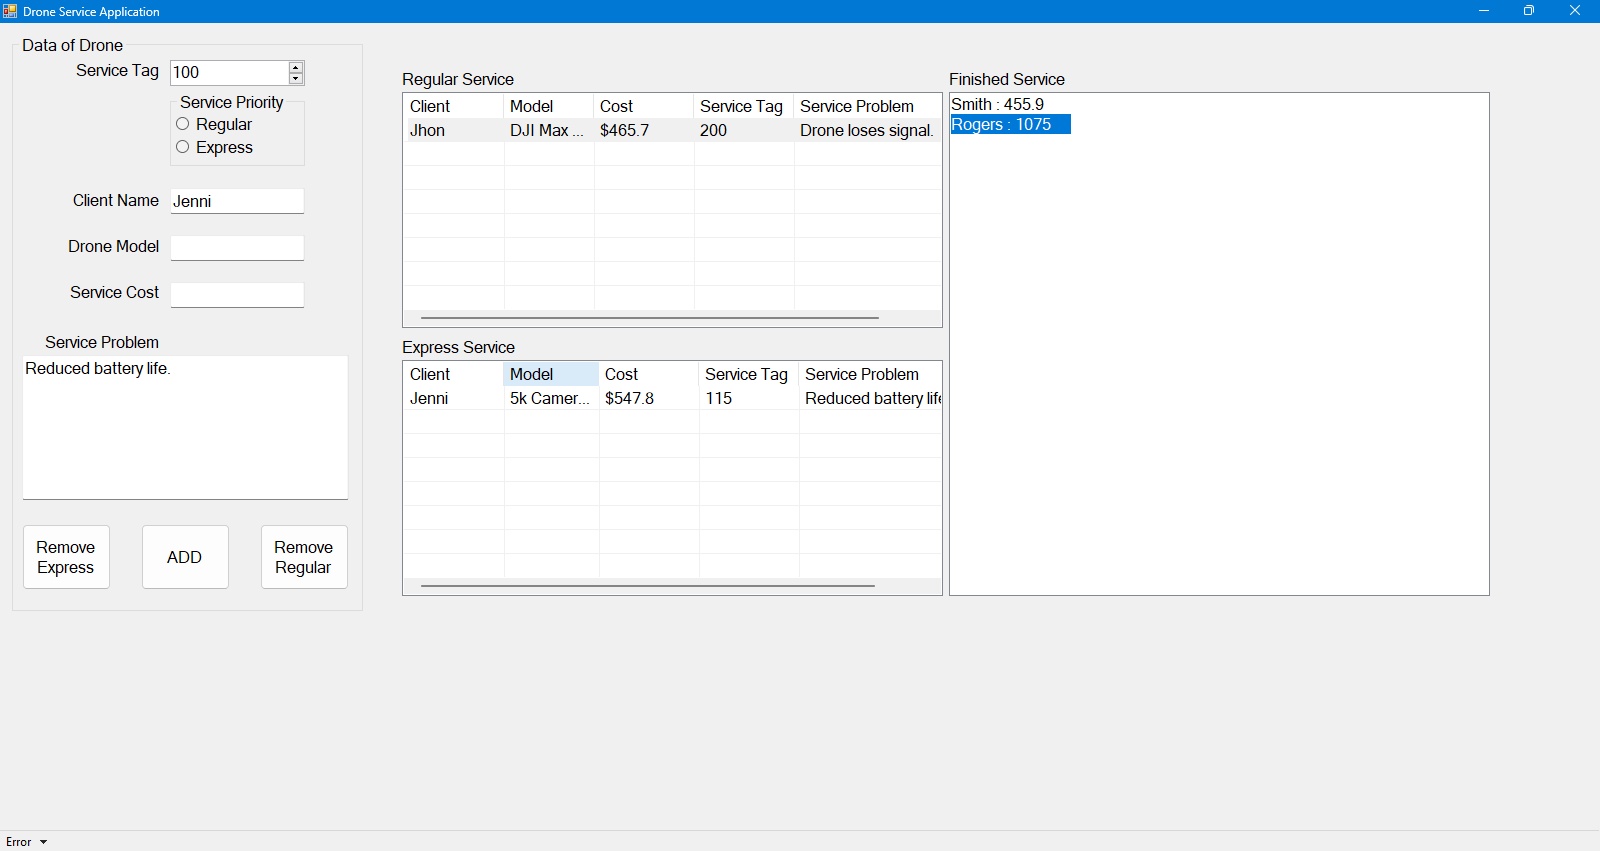 Drone Service Application
Data of Drone
Service Tag 100
Service Priority
Regular
Express
Client Name Jenni
Drone Model
Service Cost
Service Problem
Reduced battery life.
Remove Express
ADD
Remove Regular
Regular Service
Client Model Cost Service Tag Service Problem
Jhon DJI Max ... $465.7 200 Drone loses signal.
Express Service
Client Model Cost Service Tag Service Problem
Jenni 5k Camer... $547.8 115 Reduced battery life
Finished Service
Smith : 455.9
Rogers : 1075
Error